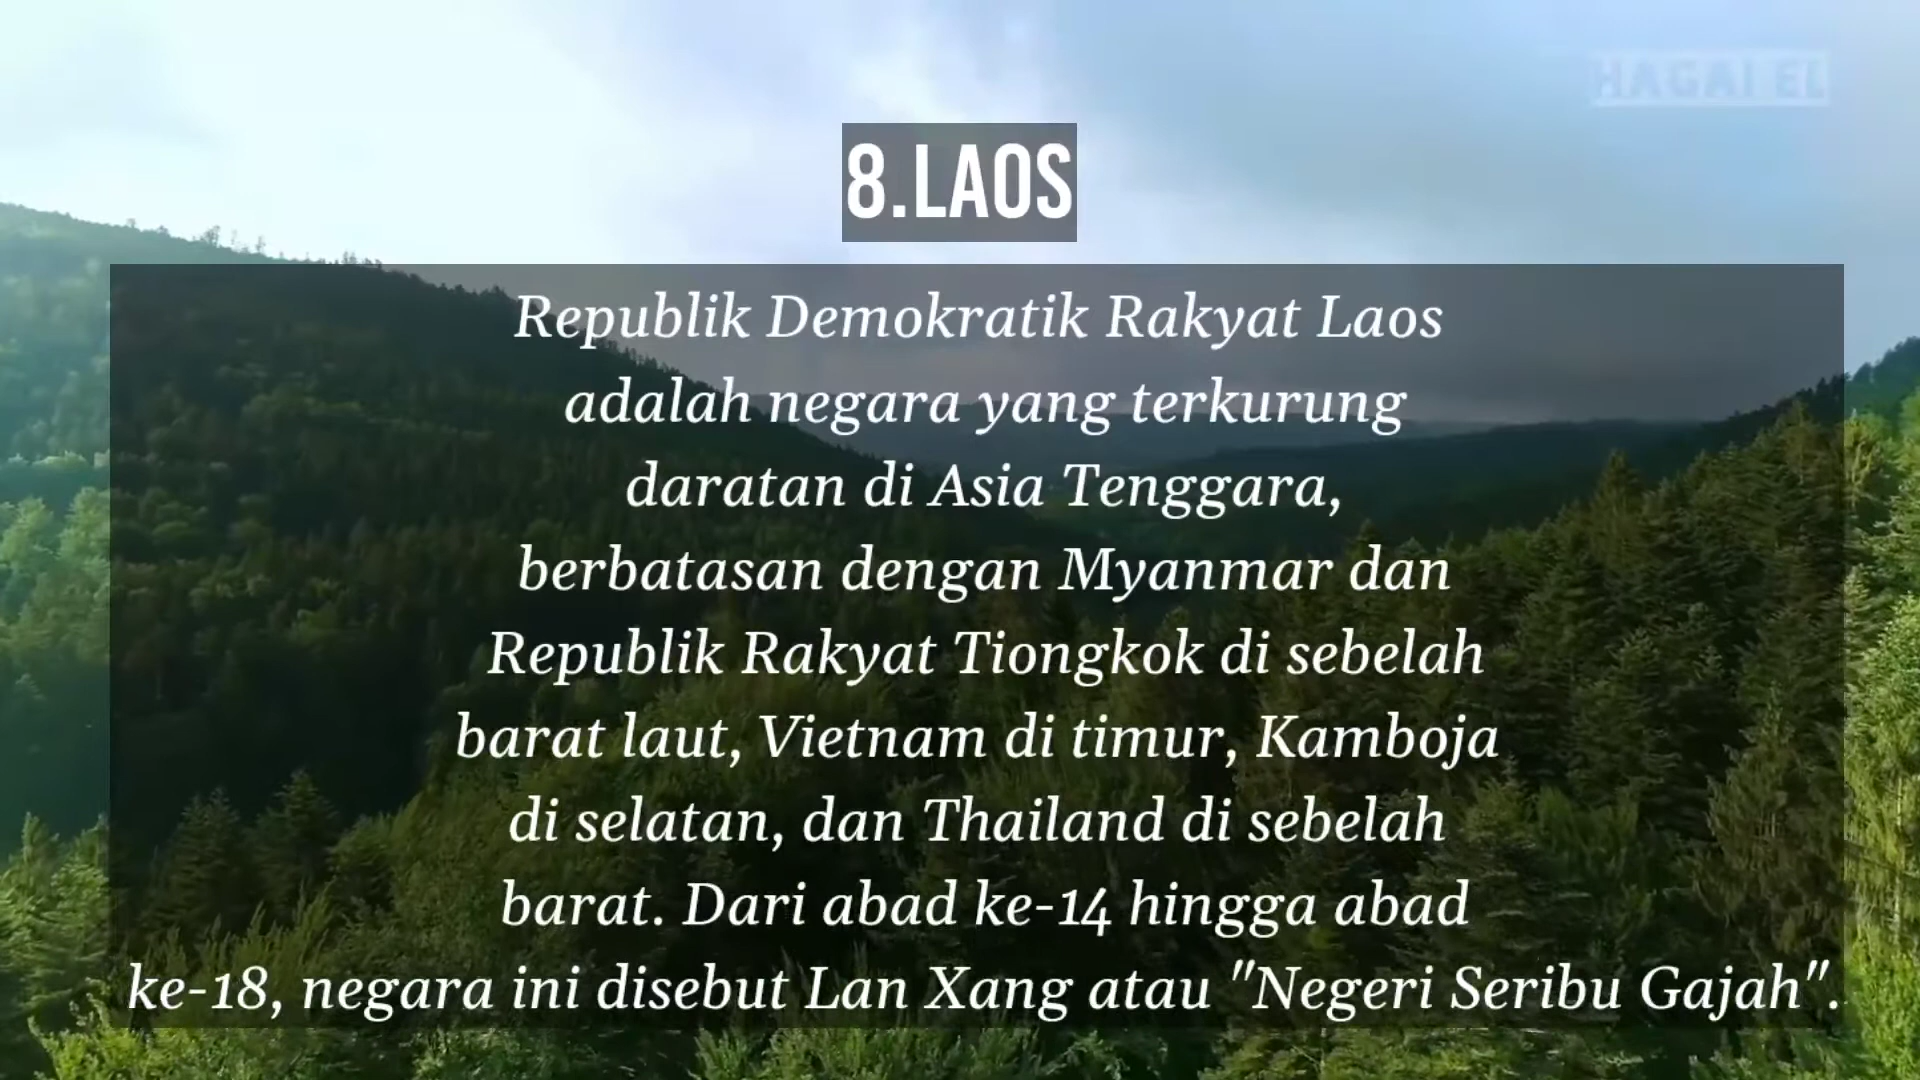 HAGAI EL
8.LAOS
Republik Demokratik Rakyat Laos
adalah negara yang terkurung
daratan di Asia Tenggara,
berbatasan dengan Myanmar dan
Republik Rakyat Tiongkok di sebelah
barat laut, Vietnam di timur, Kamboja
di selatan, dan Thailand di sebelah
barat. Dari abad ke-14 hingga abad
ke-18, negara ini disebut Lan Xang atau "Negeri Seribu Gajah".